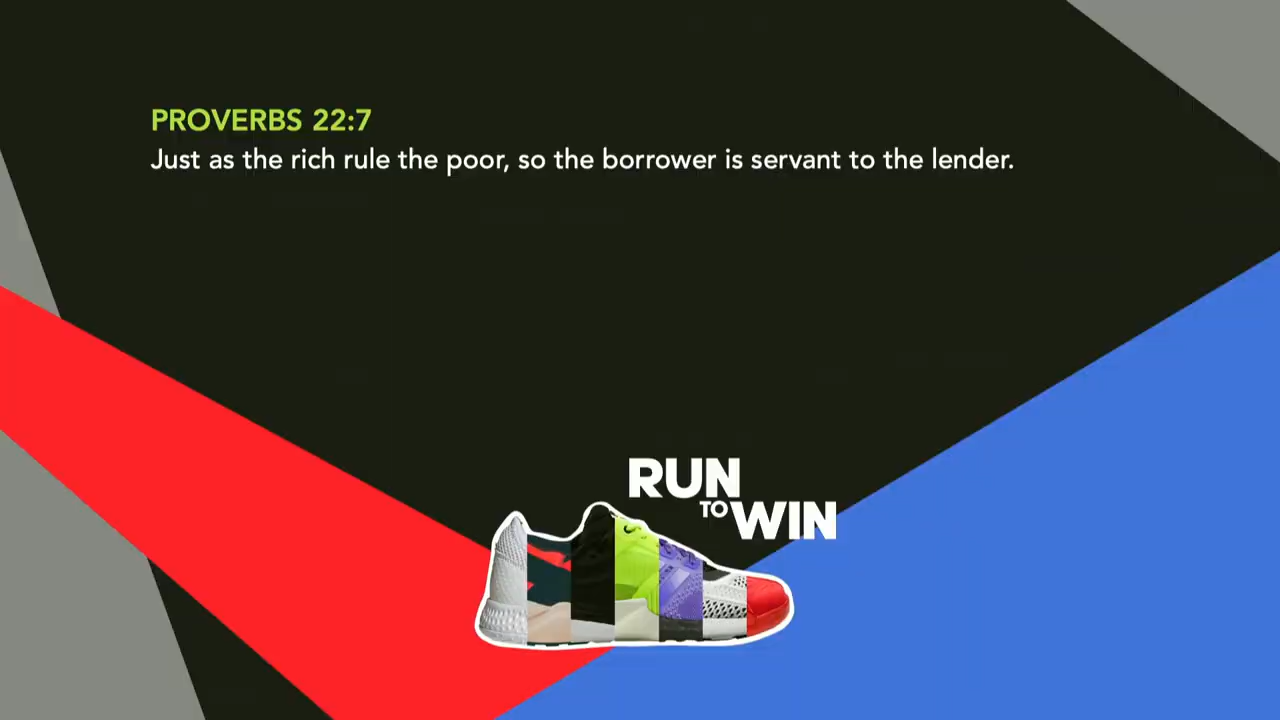 PROVERBS 22:7
Just as the rich rule the poor, so the borrower is servant to the lender.
RUN
TO WIN